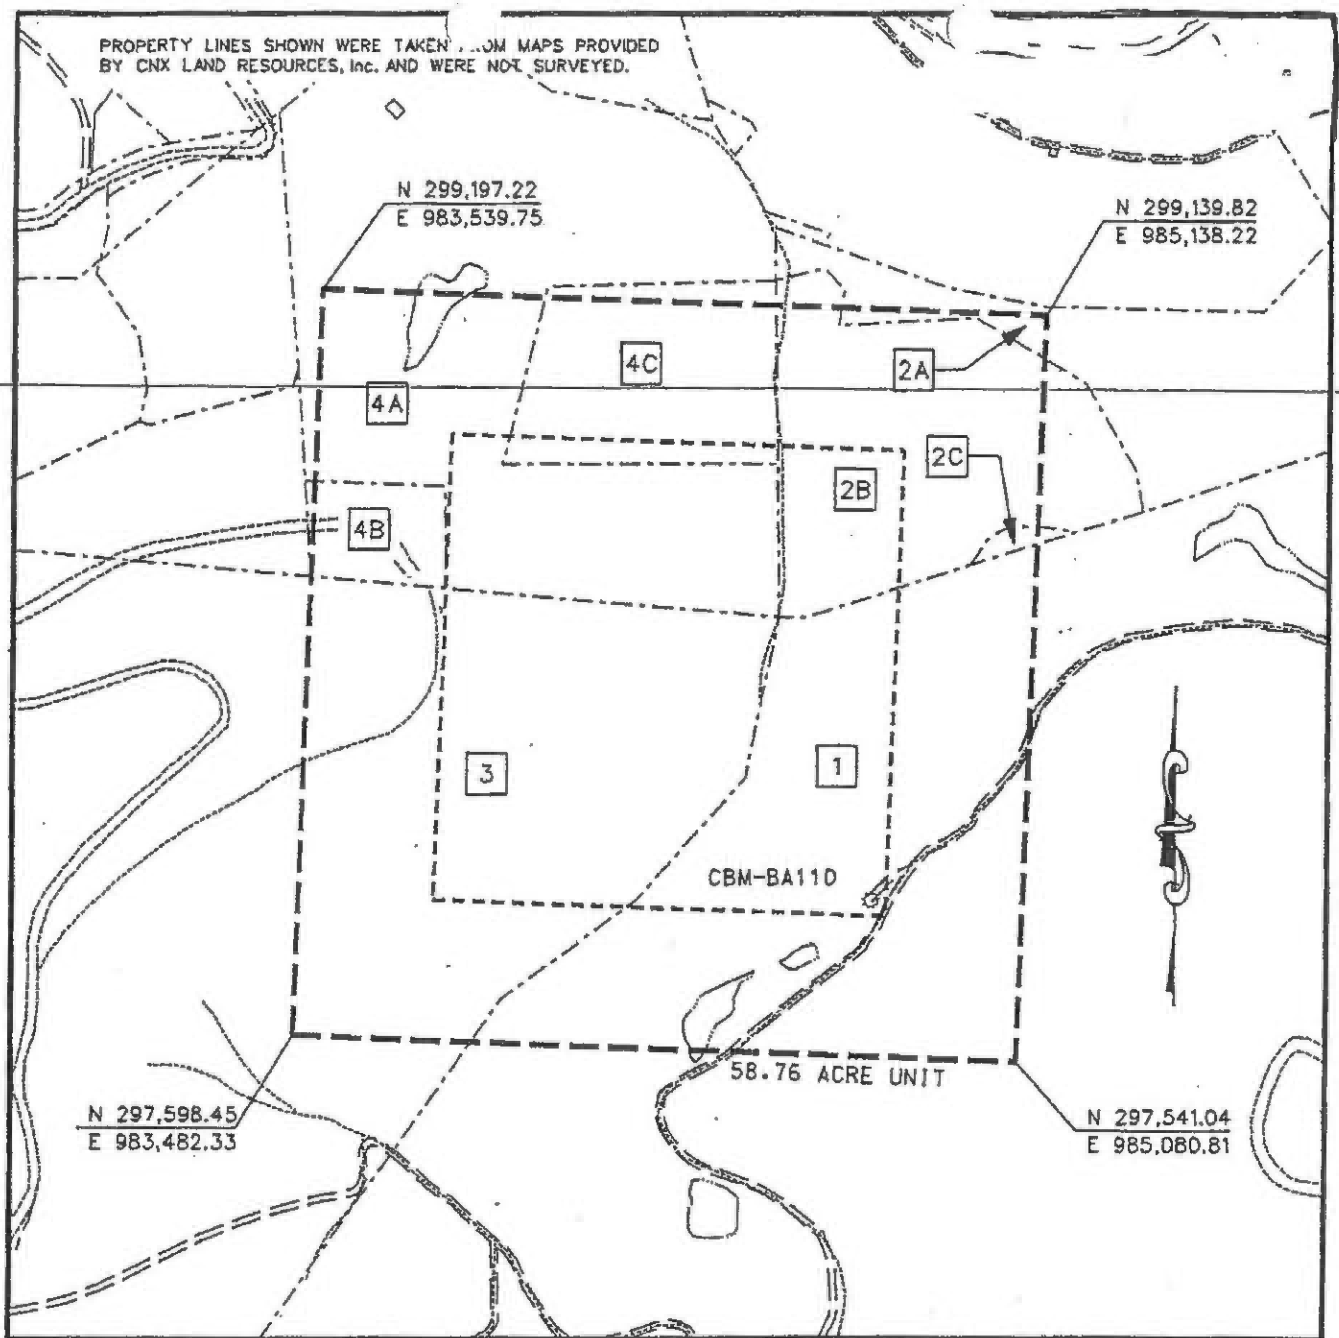 PROPERTY LINES SHOWN WERE TAKEN OM MAPS PROVIDED
BY CNX LAND RESOURCES, Inc. AND WERE NOT SURVEYED.
N 299,197.22
E 983,539.75
N 299,139.82
E 985,138.22
4C
2A
4A
2C
2B
4B
3
1
CBM-BA110
58.76 ACRE UNIT
N 297,598.45
E 983,482.33
N 297,541.04
E 985,080.81